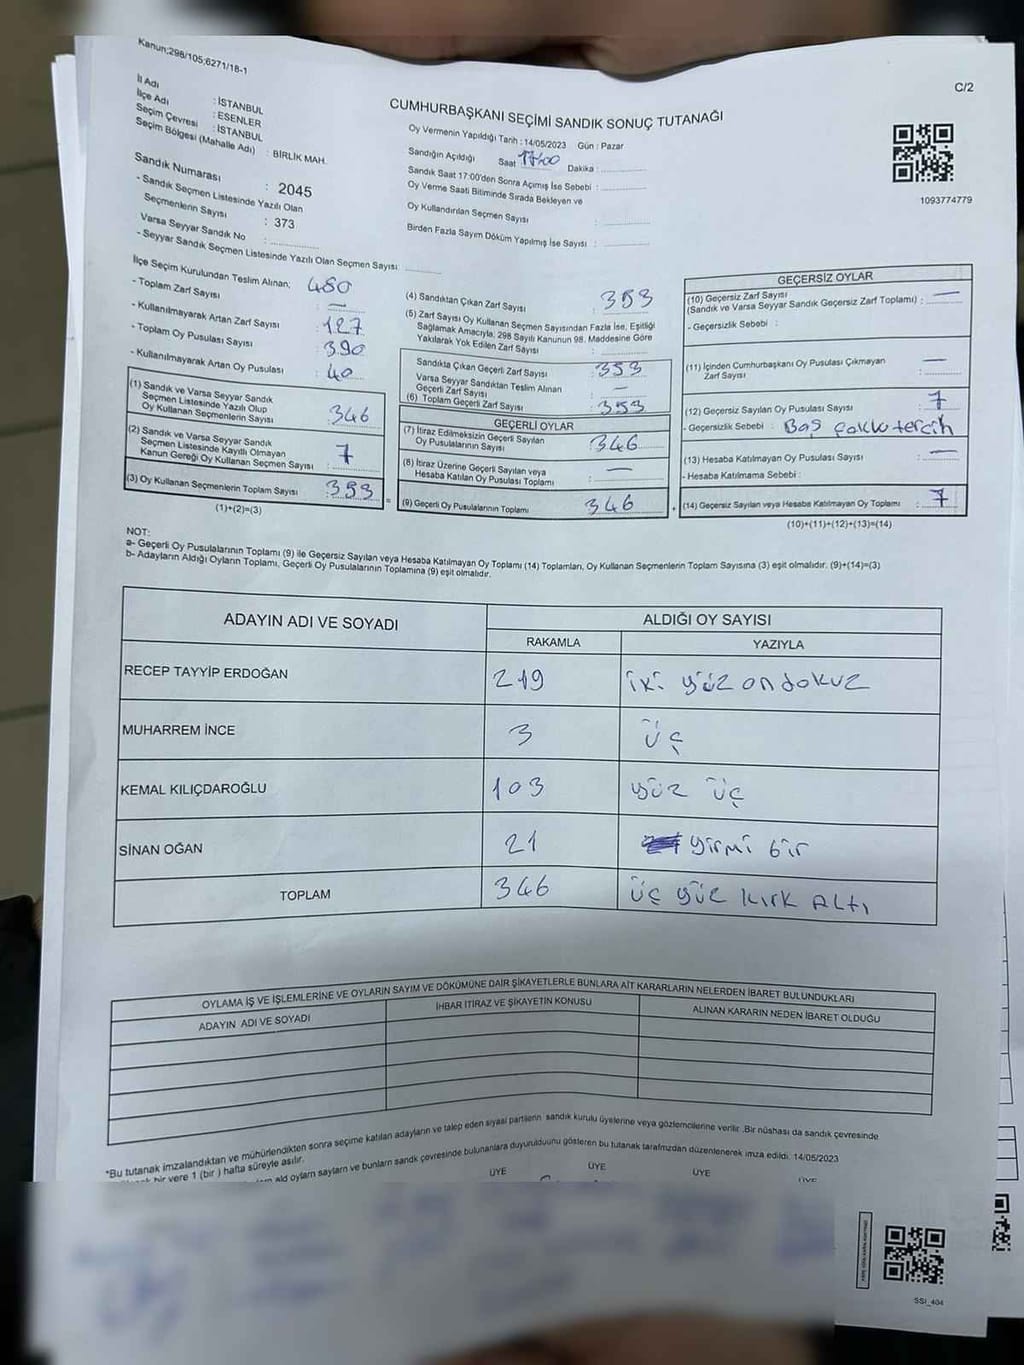 Kanun;298/105;6271/18-1
C/2
İl Adı : İSTANBUL
İlçe Adı : ESENLER
Seçim Çevresi : İSTANBUL
Seçim Bölgesi (Mahalle Adı) : BİRLİK MAH.
Sandık Numarası : 2045
- Sandık Seçmen Listesinde Yazılı Olan
Seçmenlerin Sayısı : 373
Varsa Seyyar Sandık No :
- Seyyar Sandık Seçmen Listesinde Yazılı Olan Seçmen Sayısı :
CUMHURBAŞKANI SEÇİMİ SANDIK SONUÇ TUTANAĞI
Oy Vermenin Yapıldığı Tarih : 14/05/2023 Gün : Pazar
Sandığın Açıldığı Saat 17:00 Dakika :
Sandık Saat 17:00'den Sonra Açılmış İse Sebebi :
Oy Verme Saati Bitiminde Sırada Bekleyen ve
Oy Kullandırılan Seçmen Sayısı :
Birden Fazla Sayım Döküm Yapılmış İse Sayısı :
1093774779
İlçe Seçim Kurulundan Teslim Alınan;
- Toplam Zarf Sayısı : 480
- Kullanılmayarak Artan Zarf Sayısı : 127
- Toplam Oy Pusulası Sayısı : 390
- Kullanılmayarak Artan Oy Pusulası : 40
(1) Sandık ve Varsa Seyyar Sandık
Seçmen Listesinde Yazılı Olup
Oy Kullanan Seçmenlerin Sayısı : 346
(2) Sandık ve Varsa Seyyar Sandık
Seçmen Listesinde Kayıtlı Olmayan
Kanun Gereği Oy Kullanan Seçmen Sayısı : 7
(3) Oy Kullanan Seçmenlerin Toplam Sayısı : 353
(1)+(2)=(3)
(4) Sandıktan Çıkan Zarf Sayısı : 353
(5) Zarf Sayısı Oy Kullanan Seçmen Sayısından Fazla İse, Eşitliği
Sağlamak Amacıyla; 298 Sayılı Kanunun 98. Maddesine Göre
Yakılarak Yok Edilen Zarf Sayısı :
Sandıkta Çıkan Geçerli Zarf Sayısı : 353
Varsa Seyyar Sandıktan Teslim Alınan
Geçerli Zarf Sayısı : —
(6) Toplam Geçerli Zarf Sayısı : 353
GEÇERLİ OYLAR
(7) İtiraz Edilmeksizin Geçerli Sayılan
Oy Pusulalarının Sayısı : 346
(8) İtiraz Üzerine Geçerli Sayılan veya
Hesaba Katılan Oy Pusulası Toplamı : —
(9) Geçerli Oy Pusulalarının Toplamı : 346
GEÇERSİZ OYLAR
(10) Geçersiz Zarf Sayısı
(Sandık ve Varsa Seyyar Sandık Geçersiz Zarf Toplamı) : —
- Geçersizlik Sebebi :
(11) İçinden Cumhurbaşkanı Oy Pusulası Çıkmayan
Zarf Sayısı : —
(12) Geçersiz Sayılan Oy Pusulası Sayısı : 7
- Geçersizlik Sebebi : Boş çoklu tercih
(13) Hesaba Katılmayan Oy Pusulası Sayısı : —
- Hesaba Katılmama Sebebi :
(14) Geçersiz Sayılan veya Hesaba Katılmayan Oy Toplamı : 7
(10)+(11)+(12)+(13)=(14)
NOT:
a- Geçerli Oy Pusulalarının Toplamı (9) ile Geçersiz Sayılan veya Hesaba Katılmayan Oy Toplamı (14) Toplamları, Oy Kullanan Seçmenlerin Toplam Sayısına (3) eşit olmalıdır. (9)+(14)=(3)
b- Adayların Aldığı Oyların Toplamı, Geçerli Oy Pusulalarının Toplamına (9) eşit olmalıdır.
ADAYIN ADI VE SOYADI ALDIĞI OY SAYISI
RAKAMLA YAZIYLA
RECEP TAYYİP ERDOĞAN 219 iki yüz on dokuz
MUHARREM İNCE 3 üç
KEMAL KILIÇDAROĞLU 103 yüz üç
SİNAN OĞAN 21 yirmi bir
TOPLAM 346 üç yüz kırk altı
OYLAMA İŞ VE İŞLEMLERİNE VE OYLARIN SAYIM VE DÖKÜMÜNE DAİR ŞİKAYETLERLE BUNLARA AİT KARARLARIN NELERDEN İBARET BULUNDUKLARI
ADAYIN ADI VE SOYADI İHBAR İTİRAZ VE ŞİKAYETİN KONUSU ALINAN KARARIN NEDEN İBARET OLDUĞU
*Bu tutanak imzalandıktan ve mühürlendikten sonra seçime katılan adayların ve talep eden siyasi partilerin sandık kurulu üyelerine veya gözlemcilerine verilir .Bir nüshası da sandık çevresinde
bir yere 1 (bir ) hafta süreyle asılır.
ald oyların sayları ve bunların sandk çevresinde bulunanlara duyurulduunu gösteren bu tutanak tarafmzdan düzenlenerek imza edildi. 14/05/2023
ÜYE ÜYE ÜYE ÜYE
SSI_404